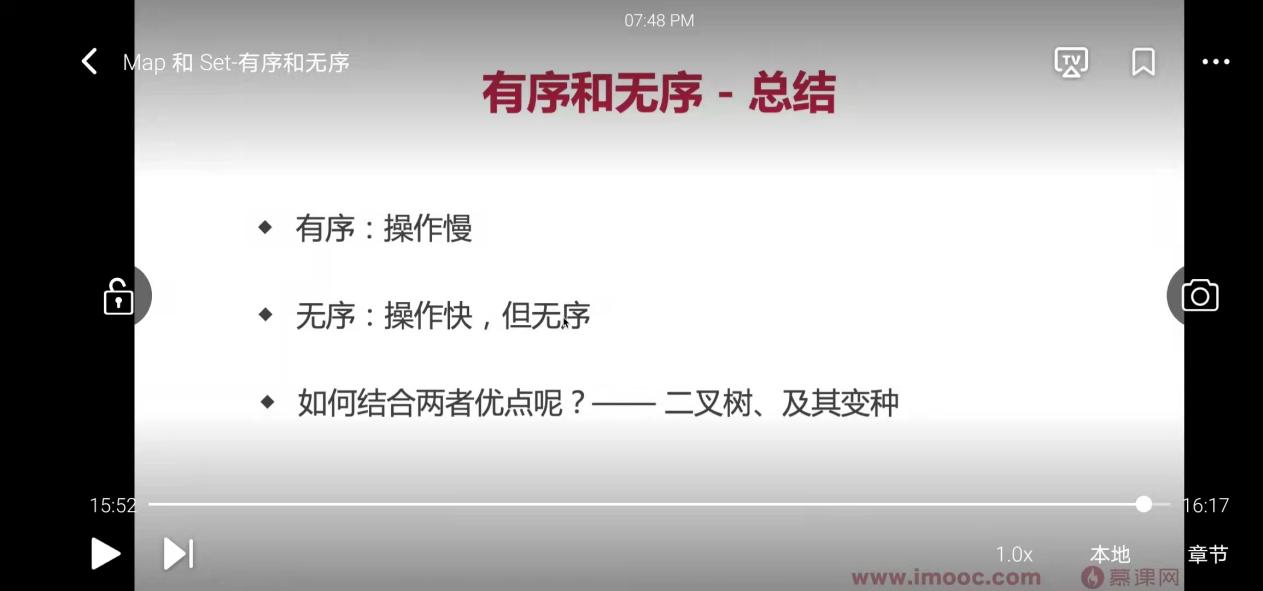 07:48 PM
Map 和 Set-有序和无序
有序和无序 - 总结
有序：操作慢
无序：操作快，但无序
如何结合两者优点呢？—— 二叉树、及其变种
15:52
16:17
1.0x
本地
章节
www.imooc.com
慕课网
TV